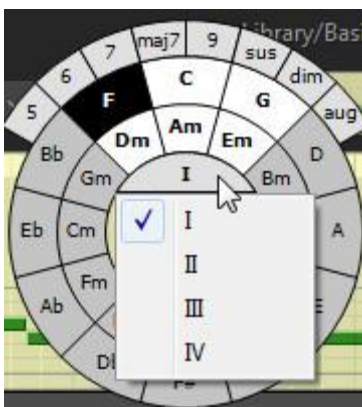 Library/Basi
5 6 7 maj7 9 sus dim aug
F C G
Dm Am Em
Bb Gm I Bm D
Eb Cm A
Ab Fm
I
II
III
IV